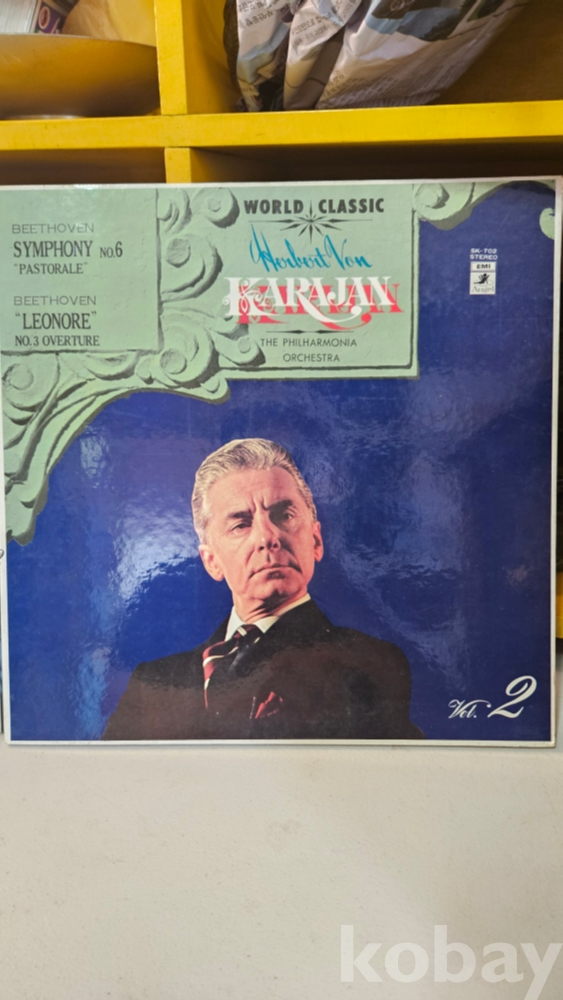 WORLD CLASSIC
Herbert Von
KARAJAN
THE PHILHARMONIA
ORCHESTRA
BEETHOVEN
SYMPHONY NO.6
"PASTORALE"
BEETHOVEN
"LEONORE"
NO.3 OVERTURE
SK-702
STEREO
EMI
Angel
Vol. 2
kobay